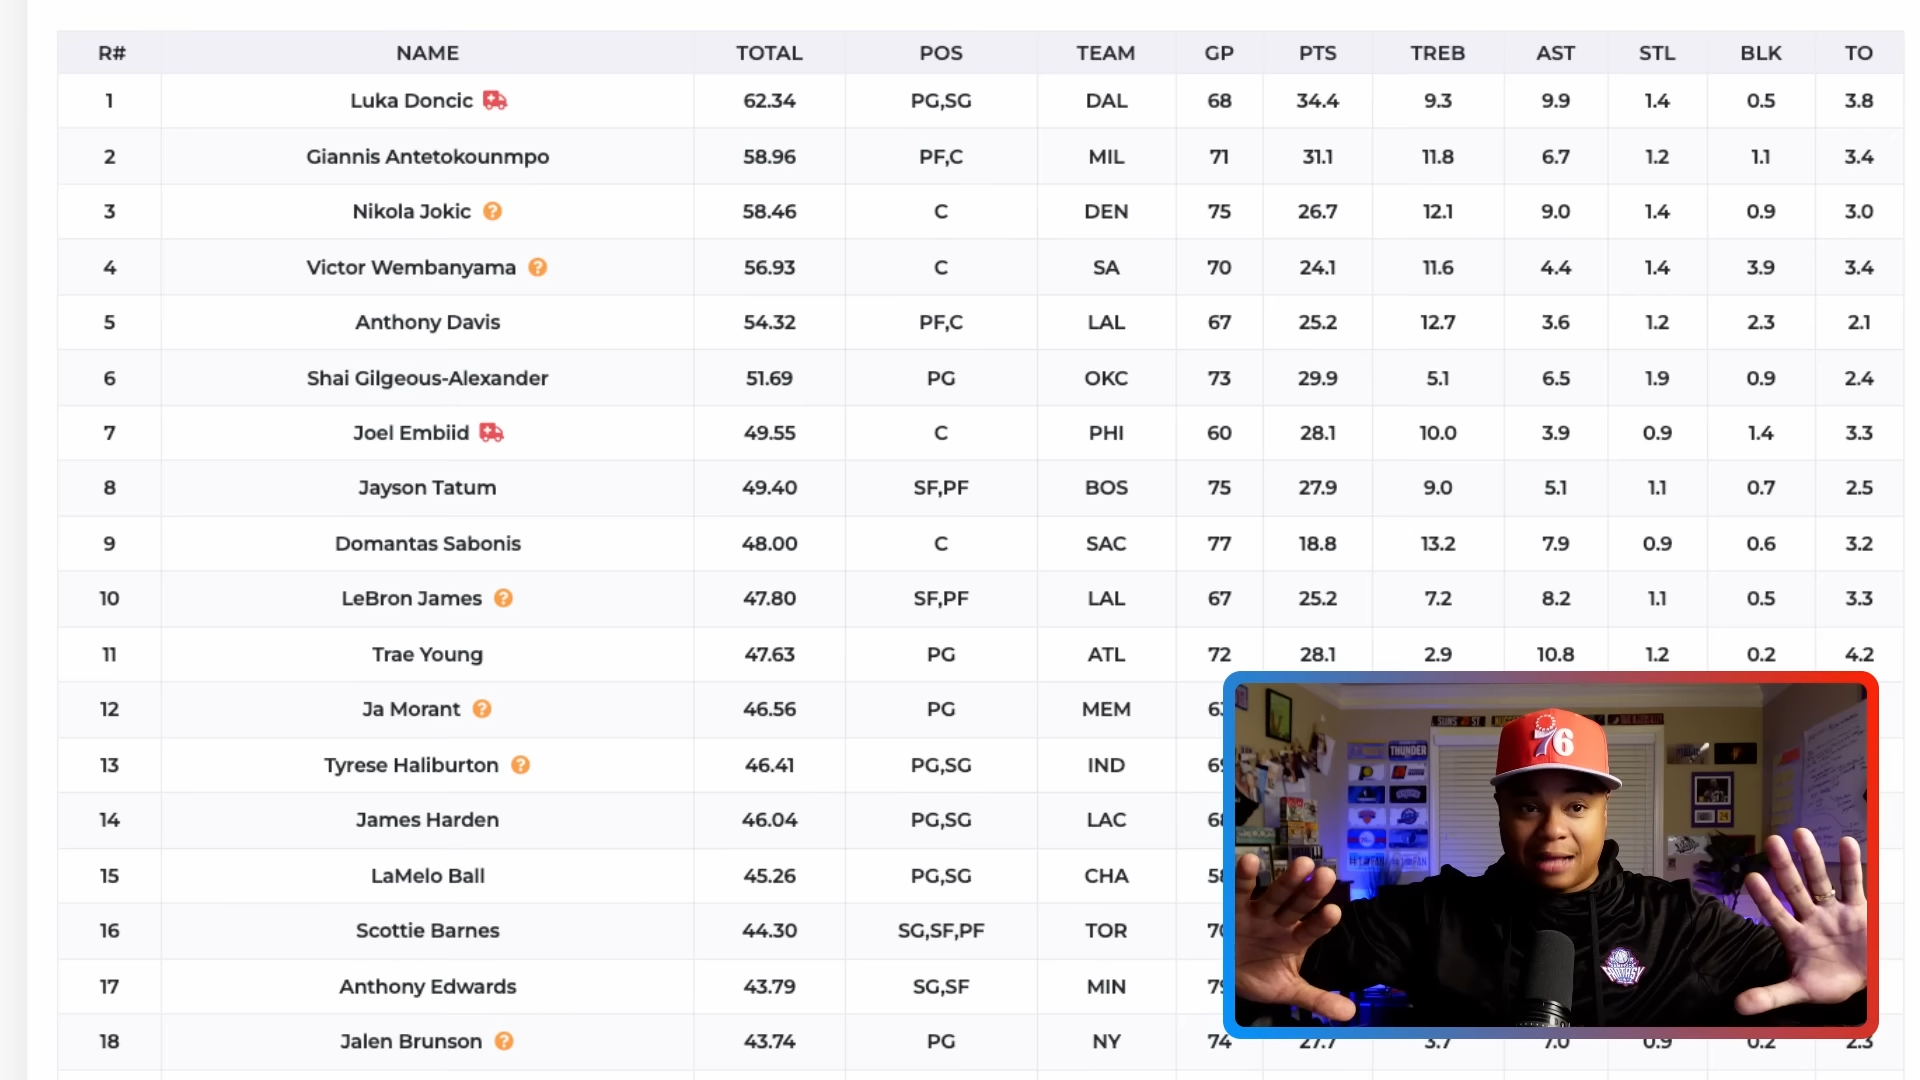 R# NAME TOTAL POS TEAM GP PTS TREB AST STL BLK TO
1 Luka Doncic 62.34 PG,SG DAL 68 34.4 9.3 9.9 1.4 0.5 3.8
2 Giannis Antetokounmpo 58.96 PF,C MIL 71 31.1 11.8 6.7 1.2 1.1 3.4
3 Nikola Jokic ? 58.46 C DEN 75 26.7 12.1 9.0 1.4 0.9 3.0
4 Victor Wembanyama ? 56.93 C SA 70 24.1 11.6 4.4 1.4 3.9 3.4
5 Anthony Davis 54.32 PF,C LAL 67 25.2 12.7 3.6 1.2 2.3 2.1
6 Shai Gilgeous-Alexander 51.69 PG OKC 73 29.9 5.1 6.5 1.9 0.9 2.4
7 Joel Embiid 49.55 C PHI 60 28.1 10.0 3.9 0.9 1.4 3.3
8 Jayson Tatum 49.40 SF,PF BOS 75 27.9 9.0 5.1 1.1 0.7 2.5
9 Domantas Sabonis 48.00 C SAC 77 18.8 13.2 7.9 0.9 0.6 3.2
10 LeBron James ? 47.80 SF,PF LAL 67 25.2 7.2 8.2 1.1 0.5 3.3
11 Trae Young 47.63 PG ATL 72 28.1 2.9 10.8 1.2 0.2 4.2
12 Ja Morant ? 46.56 PG MEM
13 Tyrese Haliburton ? 46.41 PG,SG IND
14 James Harden 46.04 PG,SG LAC
15 LaMelo Ball 45.26 PG,SG CHA
16 Scottie Barnes 44.30 SG,SF,PF TOR
17 Anthony Edwards 43.79 SG,SF MIN
18 Jalen Brunson ? 43.74 PG NY 74 27.7 3.7 7.0 0.9 0.2 2.3
SUNS
THUNDER
76
FANTASY